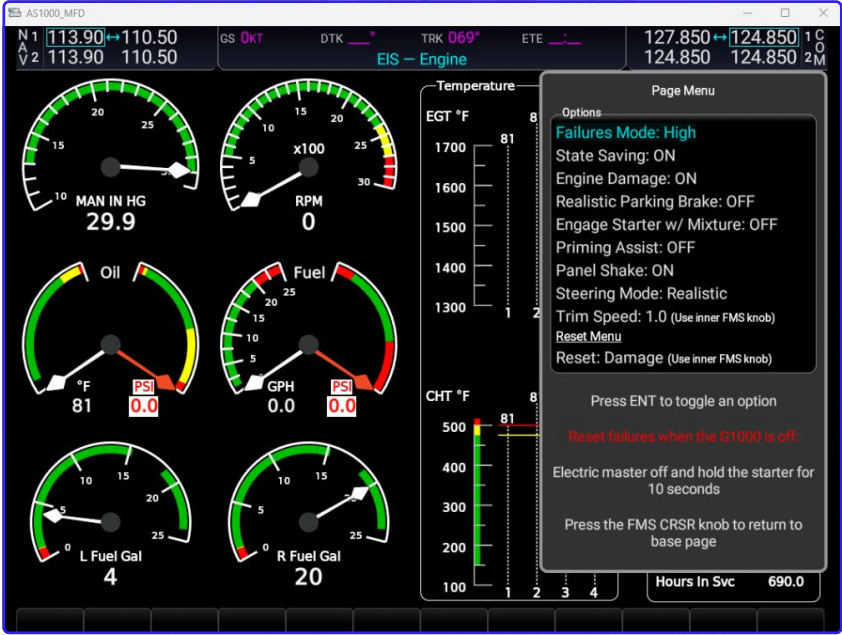 AS1000_MFD
NAV 1 113.90↔110.50
2 113.90 110.50
GS 0KT DTK ___° TRK 069° ETE __:__
EIS – Engine
127.850↔124.850 1 COM
124.850 124.850 2
10 15 20 25 30
MAN IN HG
29.9
5 10 15 20 25 30
x100
RPM
0
Oil
°F
81
PSI
0.0
Fuel
5 10 15 20 25
GPH
0.0
PSI
0.0
0 5 10 15 20 25
L Fuel Gal
4
0 5 10 15 25
R Fuel Gal
20
Temperature
EGT °F
81 8
1700
1600
1500
1400
1300
1 2
CHT °F
81 8
500
400
300
200
100
1 2 3 4
Page Menu
Options
Failures Mode: High
State Saving: ON
Engine Damage: ON
Realistic Parking Brake: OFF
Engage Starter w/ Mixture: OFF
Priming Assist: OFF
Panel Shake: ON
Steering Mode: Realistic
Trim Speed: 1.0 (Use inner FMS knob)
Reset Menu
Reset: Damage (Use inner FMS knob)
Press ENT to toggle an option
Reset failures when the G1000 is off:
Electric master off and hold the starter for
10 seconds
Press the FMS CRSR knob to return to
base page
Hours In Svc 690.0